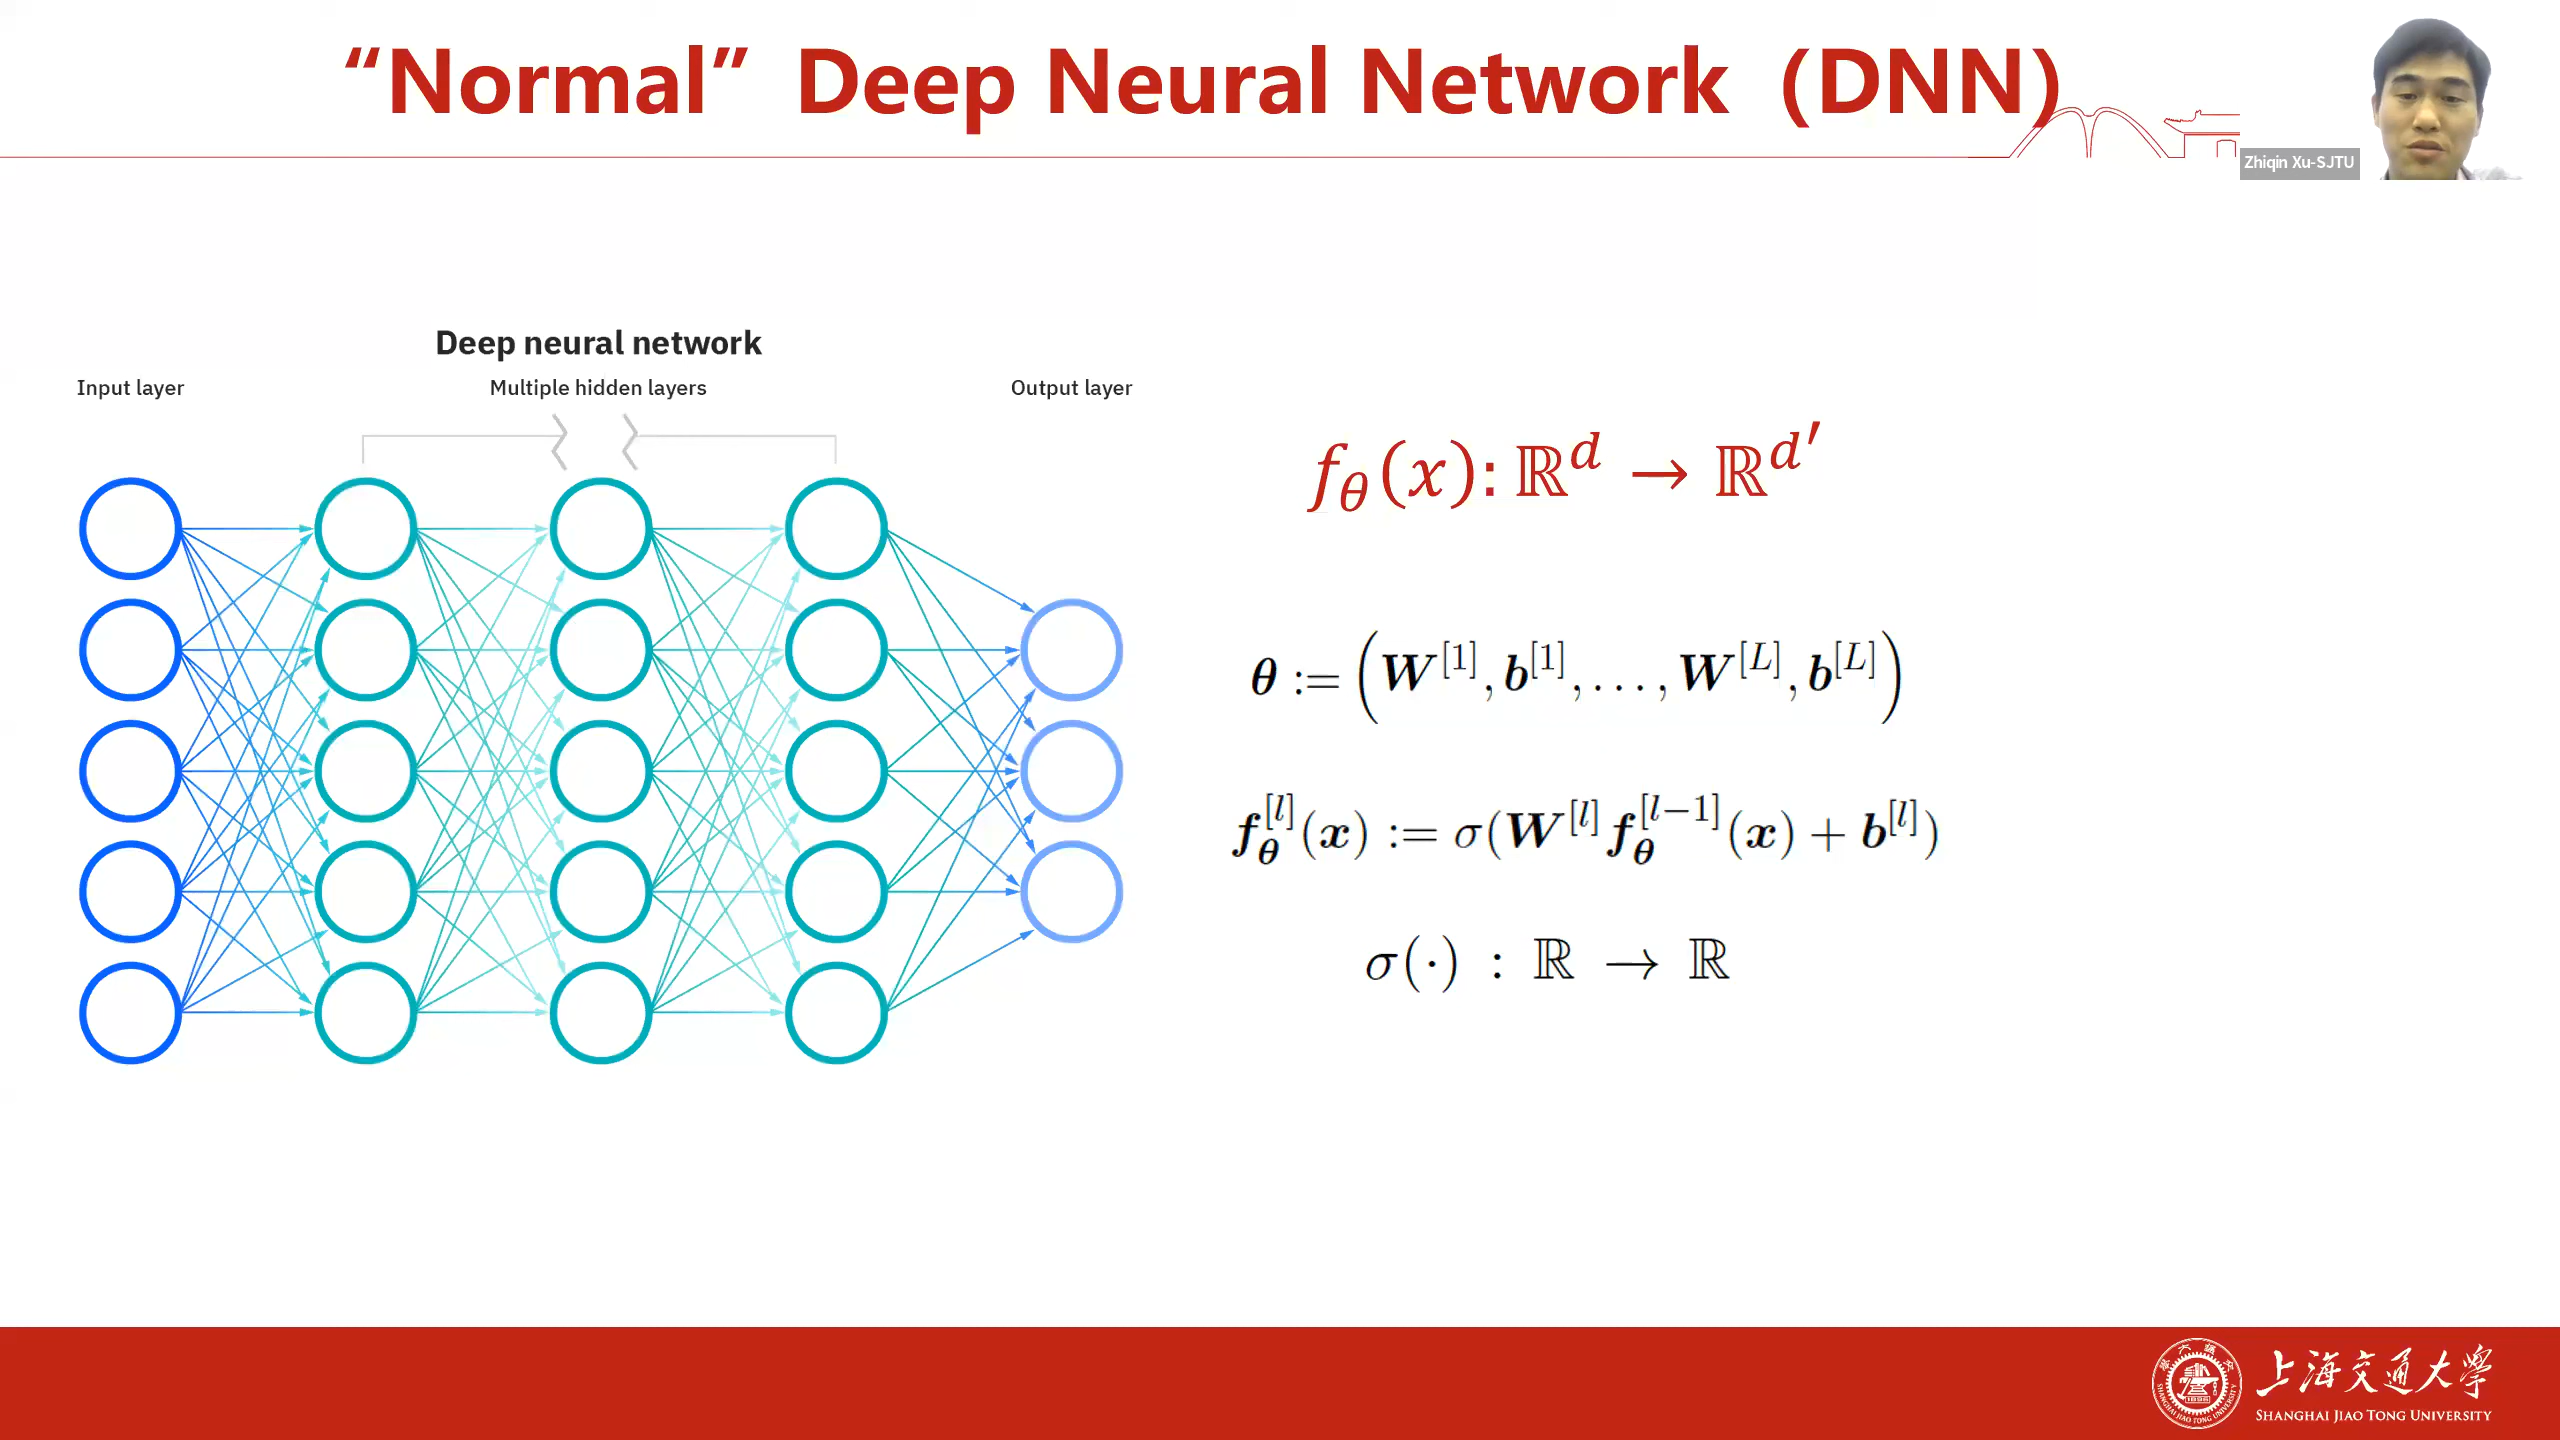 “Normal” Deep Neural Network (DNN)
Zhiqin Xu-SJTU
Deep neural network
Input layer
Multiple hidden layers
Output layer
f_θ(x): ℝ^d → ℝ^{d′}
θ := (W^{[1]}, b^{[1]}, . . . , W^{[L]}, b^{[L]})
f_θ^{[l]}(x) := σ(W^{[l]} f_θ^{[l−1]}(x) + b^{[l]})
σ(·) : ℝ → ℝ
上海交通大學
SHANGHAI JIAO TONG UNIVERSITY